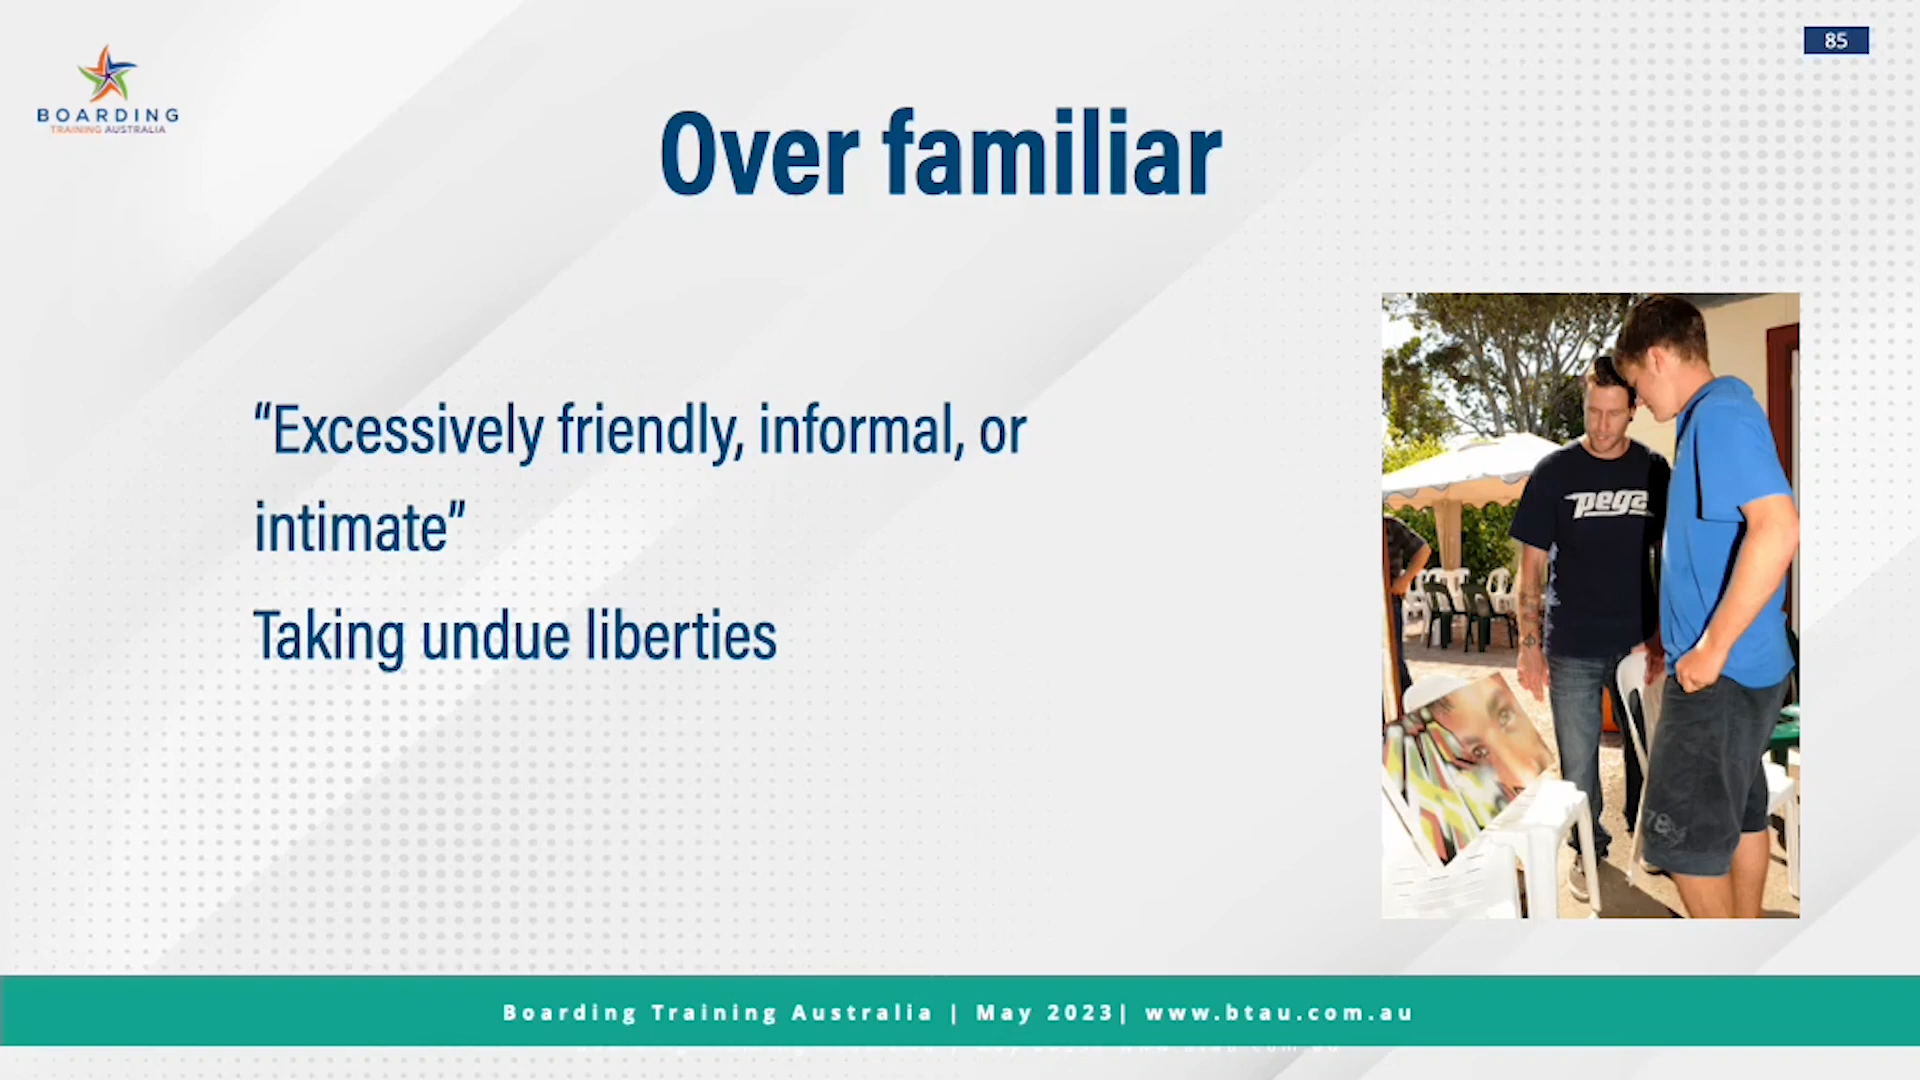 85
BOARDING
TRAINING AUSTRALIA
Over familiar
“Excessively friendly, informal, or
intimate”
Taking undue liberties
pega
Boarding Training Australia | May 2023| www.btau.com.au